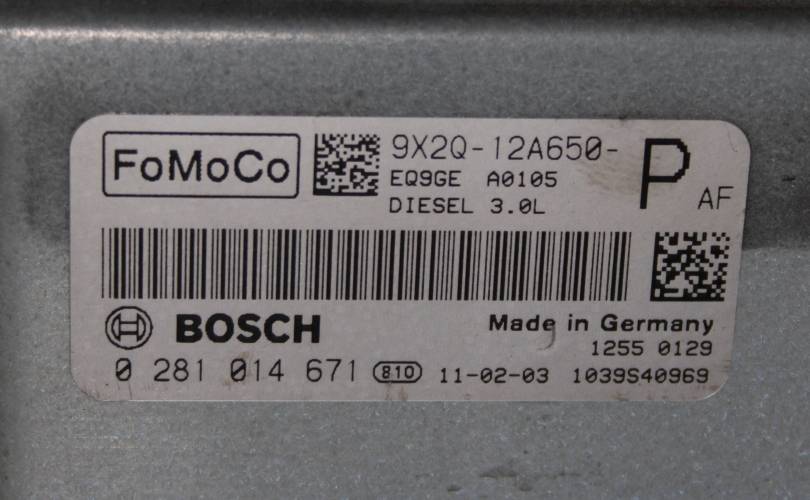 FoMoCo
9X2Q-12A650- P AF
EQ9GE A0105
DIESEL 3.0L
BOSCH
Made in Germany
1255 0129
0 281 014 671 810 11-02-03 1039S40969